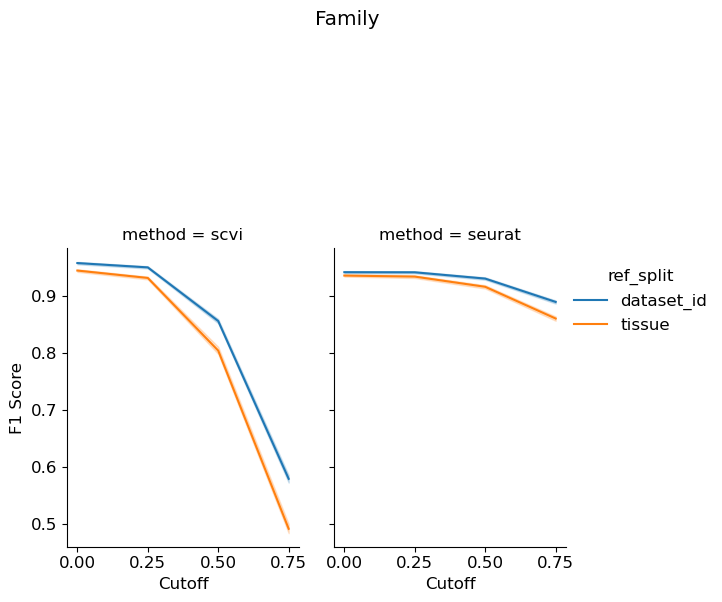 Family
method = scvi
method = seurat
ref_split
dataset_id
tissue
F1 Score
0.9
0.8
0.7
0.6
0.5
0.00 0.25 0.50 0.75
0.00 0.25 0.50 0.75
Cutoff
Cutoff